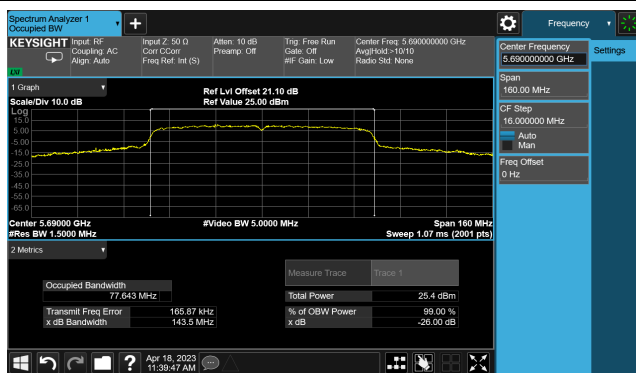 Spectrum Analyzer 1
Occupied BW
Frequency
KEYSIGHT
Input: RF
Coupling: AC
Align: Auto
Input Z: 50 Ω
Corr CCorr
Freq Ref: Int (S)
Atten: 10 dB
Preamp: Off
Trig: Free Run
Gate: Off
#IF Gain: Low
Center Freq: 5.690000000 GHz
Avg|Hold:>10/10
Radio Std: None
LXI
Center Frequency
5.690000000 GHz
Settings
Span
160.00 MHz
CF Step
16.000000 MHz
Auto
Man
Freq Offset
0 Hz
1 Graph
Scale/Div 10.0 dB
Ref Lvl Offset 21.10 dB
Ref Value 25.00 dBm
Log
15.0
5.00
-5.00
-15.0
-25.0
-35.0
-45.0
-55.0
-65.0
Center 5.69000 GHz
#Video BW 5.0000 MHz
Span 160 MHz
#Res BW 1.5000 MHz
Sweep 1.07 ms (2001 pts)
2 Metrics
Measure Trace
Trace 1
Occupied Bandwidth
77.643 MHz
Total Power
25.4 dBm
Transmit Freq Error
165.87 kHz
% of OBW Power
99.00 %
x dB Bandwidth
143.5 MHz
x dB
-26.00 dB
?
Apr 18, 2023
11:39:47 AM